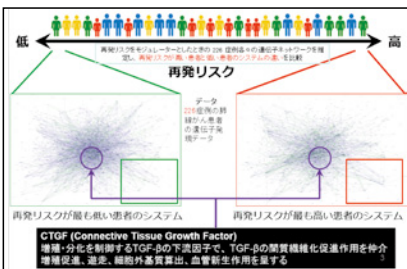 低
高
再発リスクをモジュレーターとしたときの 226 症例各々の遺伝子ネットワークを推
定し、再発リスクが高い患者と低い患者のシステムの違いを比較
再発リスク
データ
226症例の肺
線がん患者
の遺伝子発
現データ
再発リスクが最も低い患者のシステム
再発リスクが最も高い患者のシステム
CTGF (Connective Tissue Growth Factor)
増殖・分化を制御するTGF-βの下流因子で、TGF-βの間質線維化促進作用を仲介
増殖促進、遊走、細胞外基質算出、血管新生作用を呈する
3